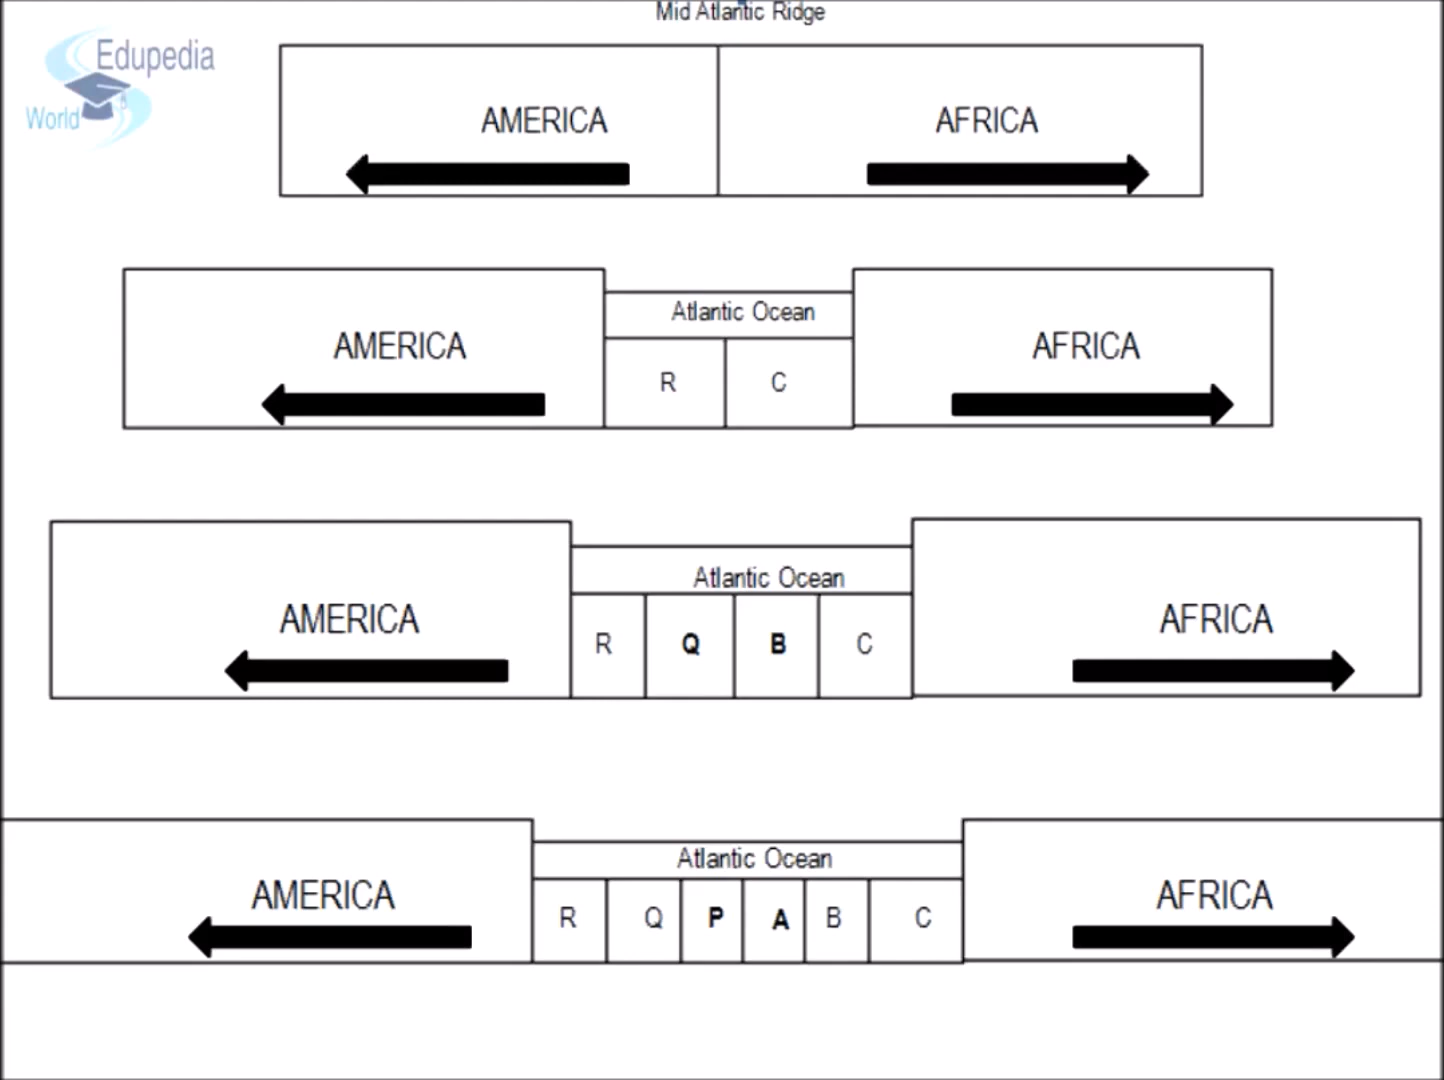 Mid Atlantic Ridge
Edupedia
World
AMERICA AFRICA
Atlantic Ocean
AMERICA AFRICA
R C
Atlantic Ocean
AMERICA AFRICA
R Q B C
Atlantic Ocean
AMERICA AFRICA
R Q P A B C